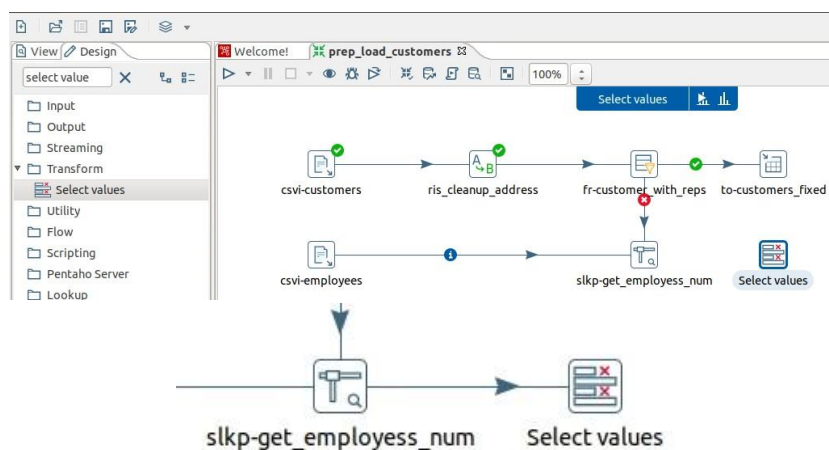 View Design
Welcome! prep_load_customers
select value
100%
Select values
Input
Output
Streaming
Transform
Select values
Utility
Flow
Scripting
Pentaho Server
Lookup
csvi-customers
ris_cleanup_address
fr-customer_with_reps
to-customers_fixed
csvi-employees
slkp-get_employess_num
Select values
slkp-get_employess_num
Select values